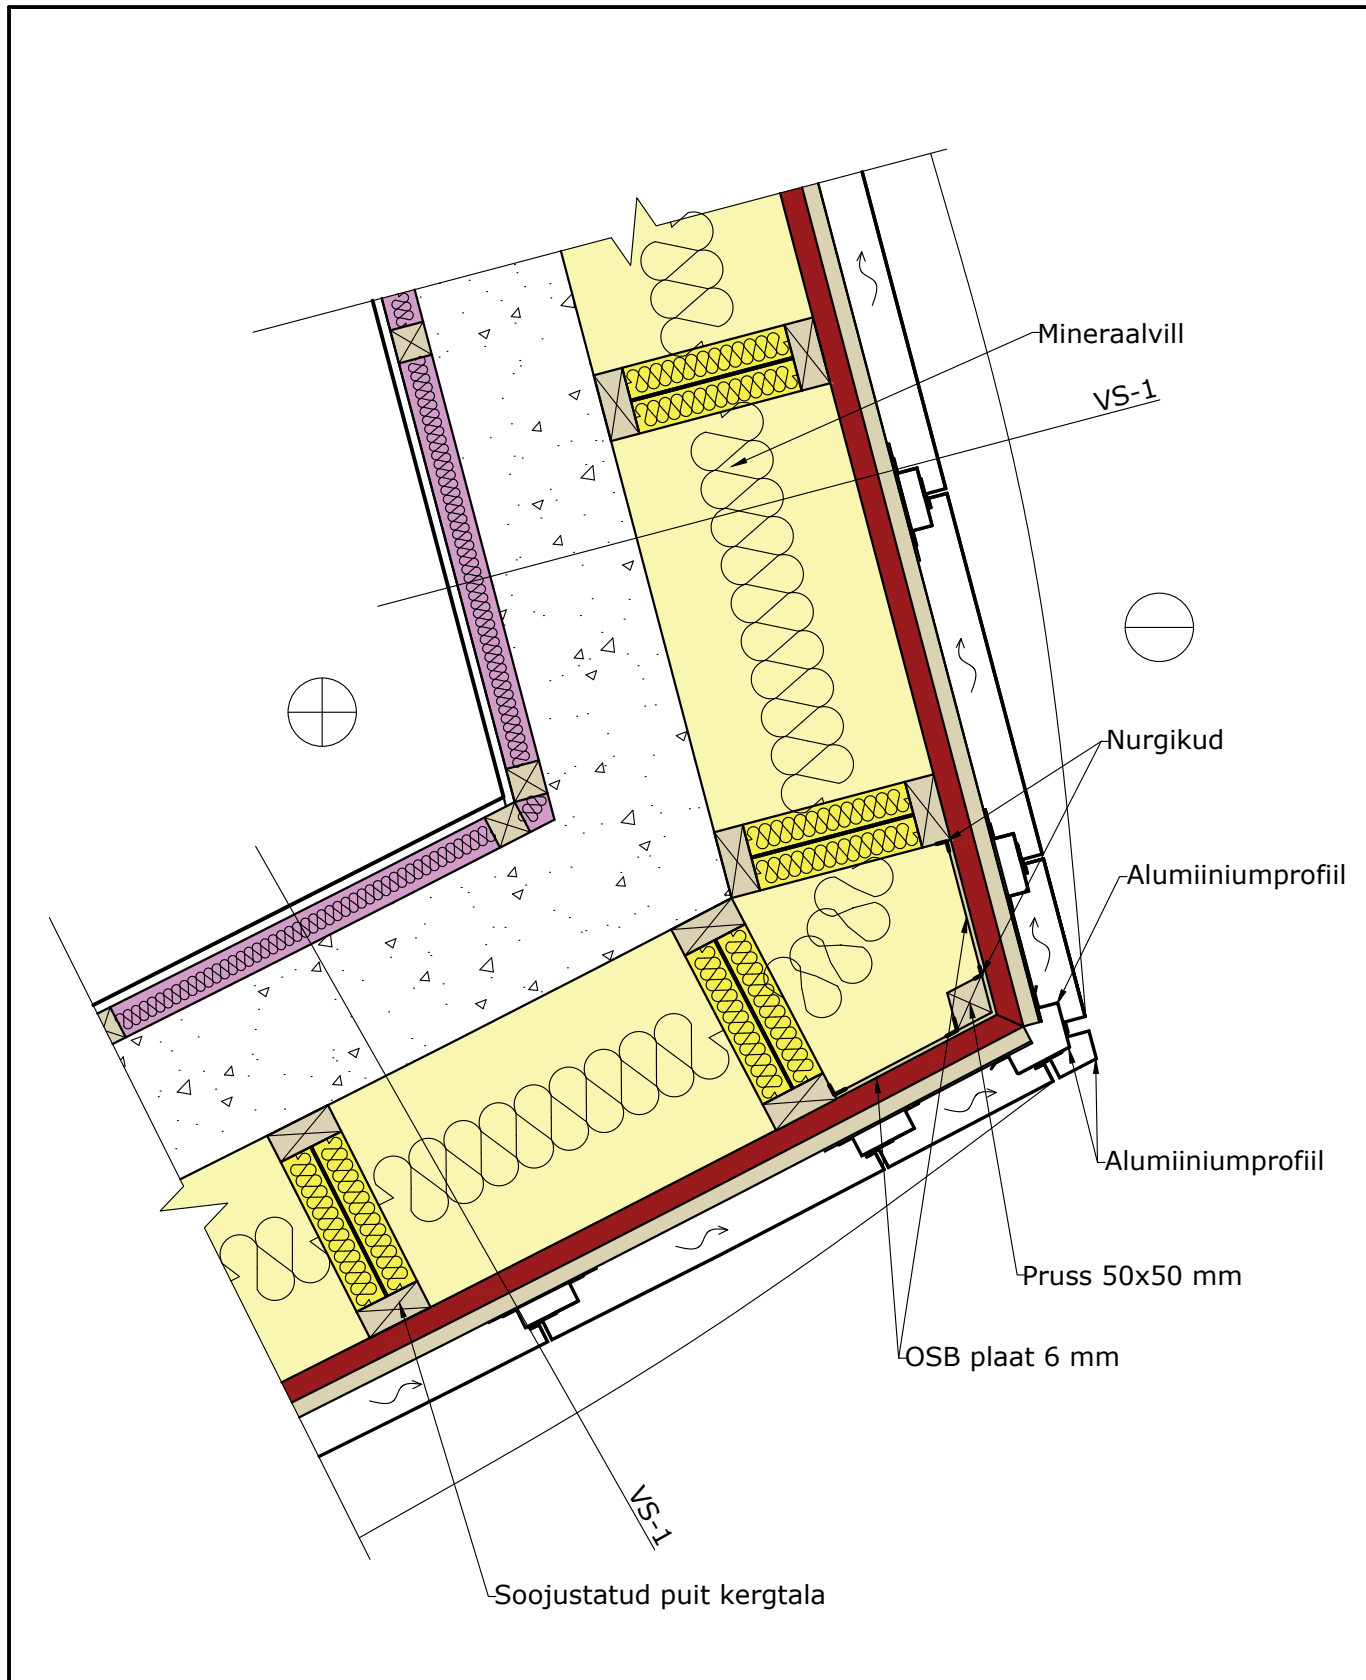 Mineraalvill
VS-1
Nurgikud
Alumiiniumprofiil
Alumiiniumprofiil
Pruss 50x50 mm
OSB plaat 6 mm
VS-1
Soojustatud puit kergtala